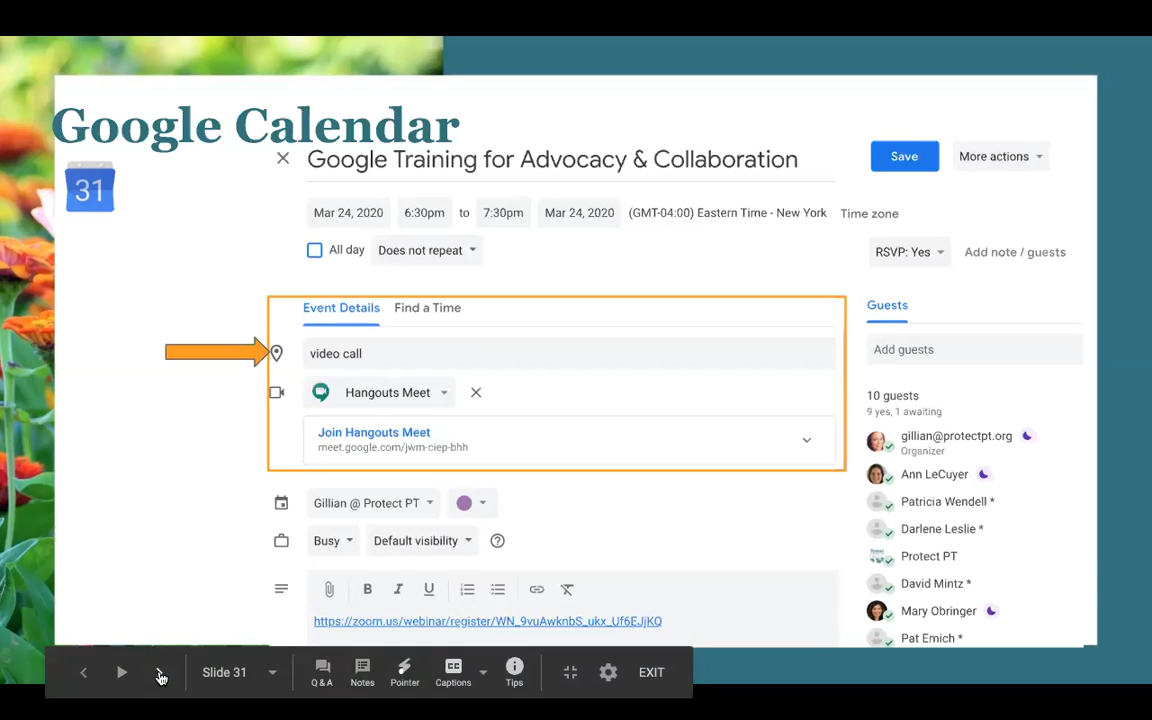 Google Calendar
31
Google Training for Advocacy & Collaboration
Save
More actions
Mar 24, 2020 6:30pm to 7:30pm Mar 24, 2020 (GMT-04:00) Eastern Time - New York Time zone
All day Does not repeat
RSVP: Yes Add note / guests
Event Details Find a Time
video call
Hangouts Meet
Join Hangouts Meet
meet.google.com/jwm-ciep-bhh
Gillian @ Protect PT
Busy Default visibility
B I U
https://zoom.us/webinar/register/WN_9vuAwknbS_ukx_Uf6EJjKQ
Guests
Add guests
10 guests
9 yes, 1 awaiting
gillian@protectpt.org
Organizer
Ann LeCuyer
Patricia Wendell *
Darlene Leslie *
Protect PT
David Mintz *
Mary Obringer
Pat Emich *
Slide 31
Q & A
Notes
Pointer
CC
Captions
Tips
EXIT